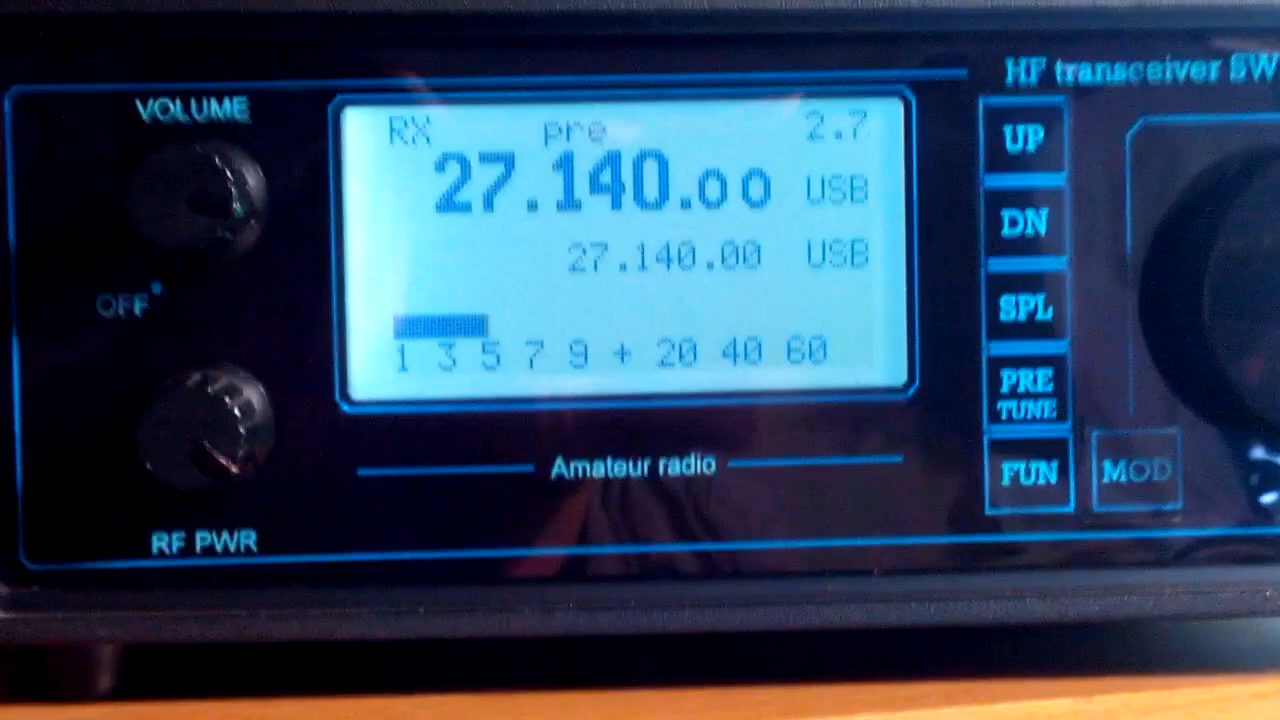 HF transceiver SW
VOLUME
RX pre 2.7
27.140.00 USB
27.140.00 USB
1 3 5 7 9 + 20 40 60
OFF
RF PWR
Amateur radio
UP
DN
SPL
PRE
TUNE
FUN
MOD